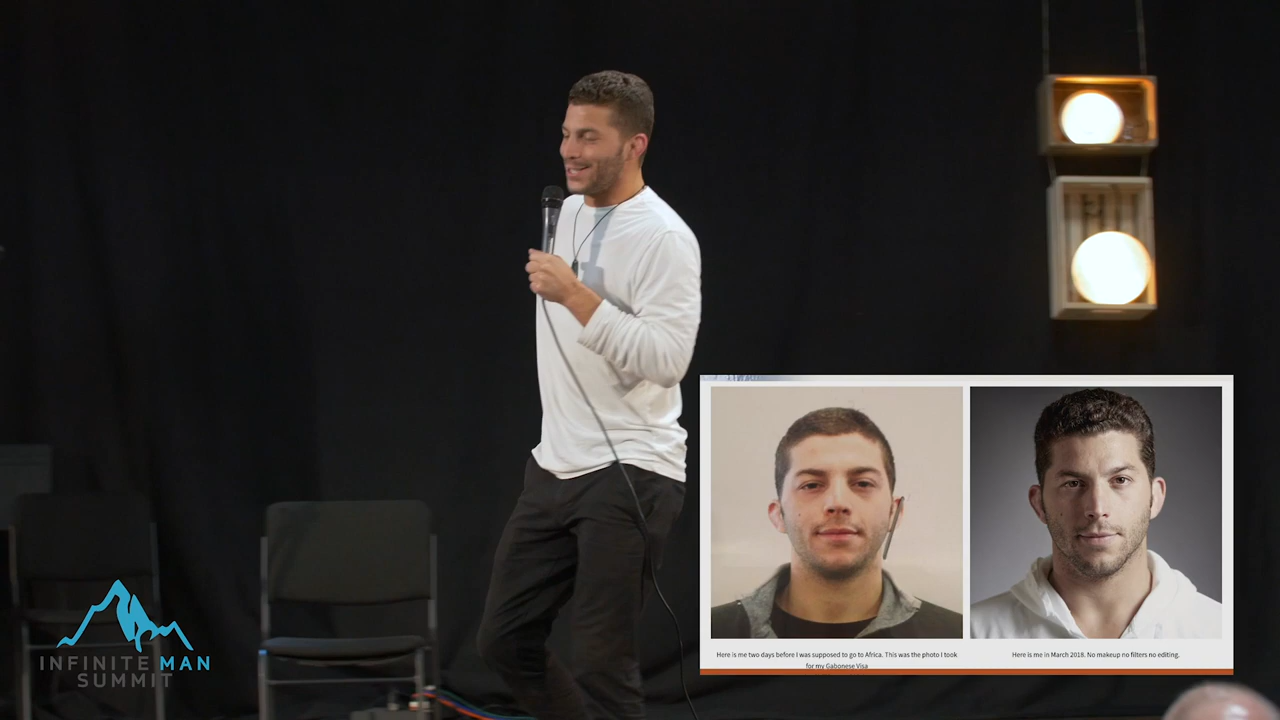 Here is me two days before I was supposed to go to Africa. This was the photo I took
for my Gabonese Visa
Here is me in March 2018. No makeup no filters no editing.
INFINITE MAN
SUMMIT